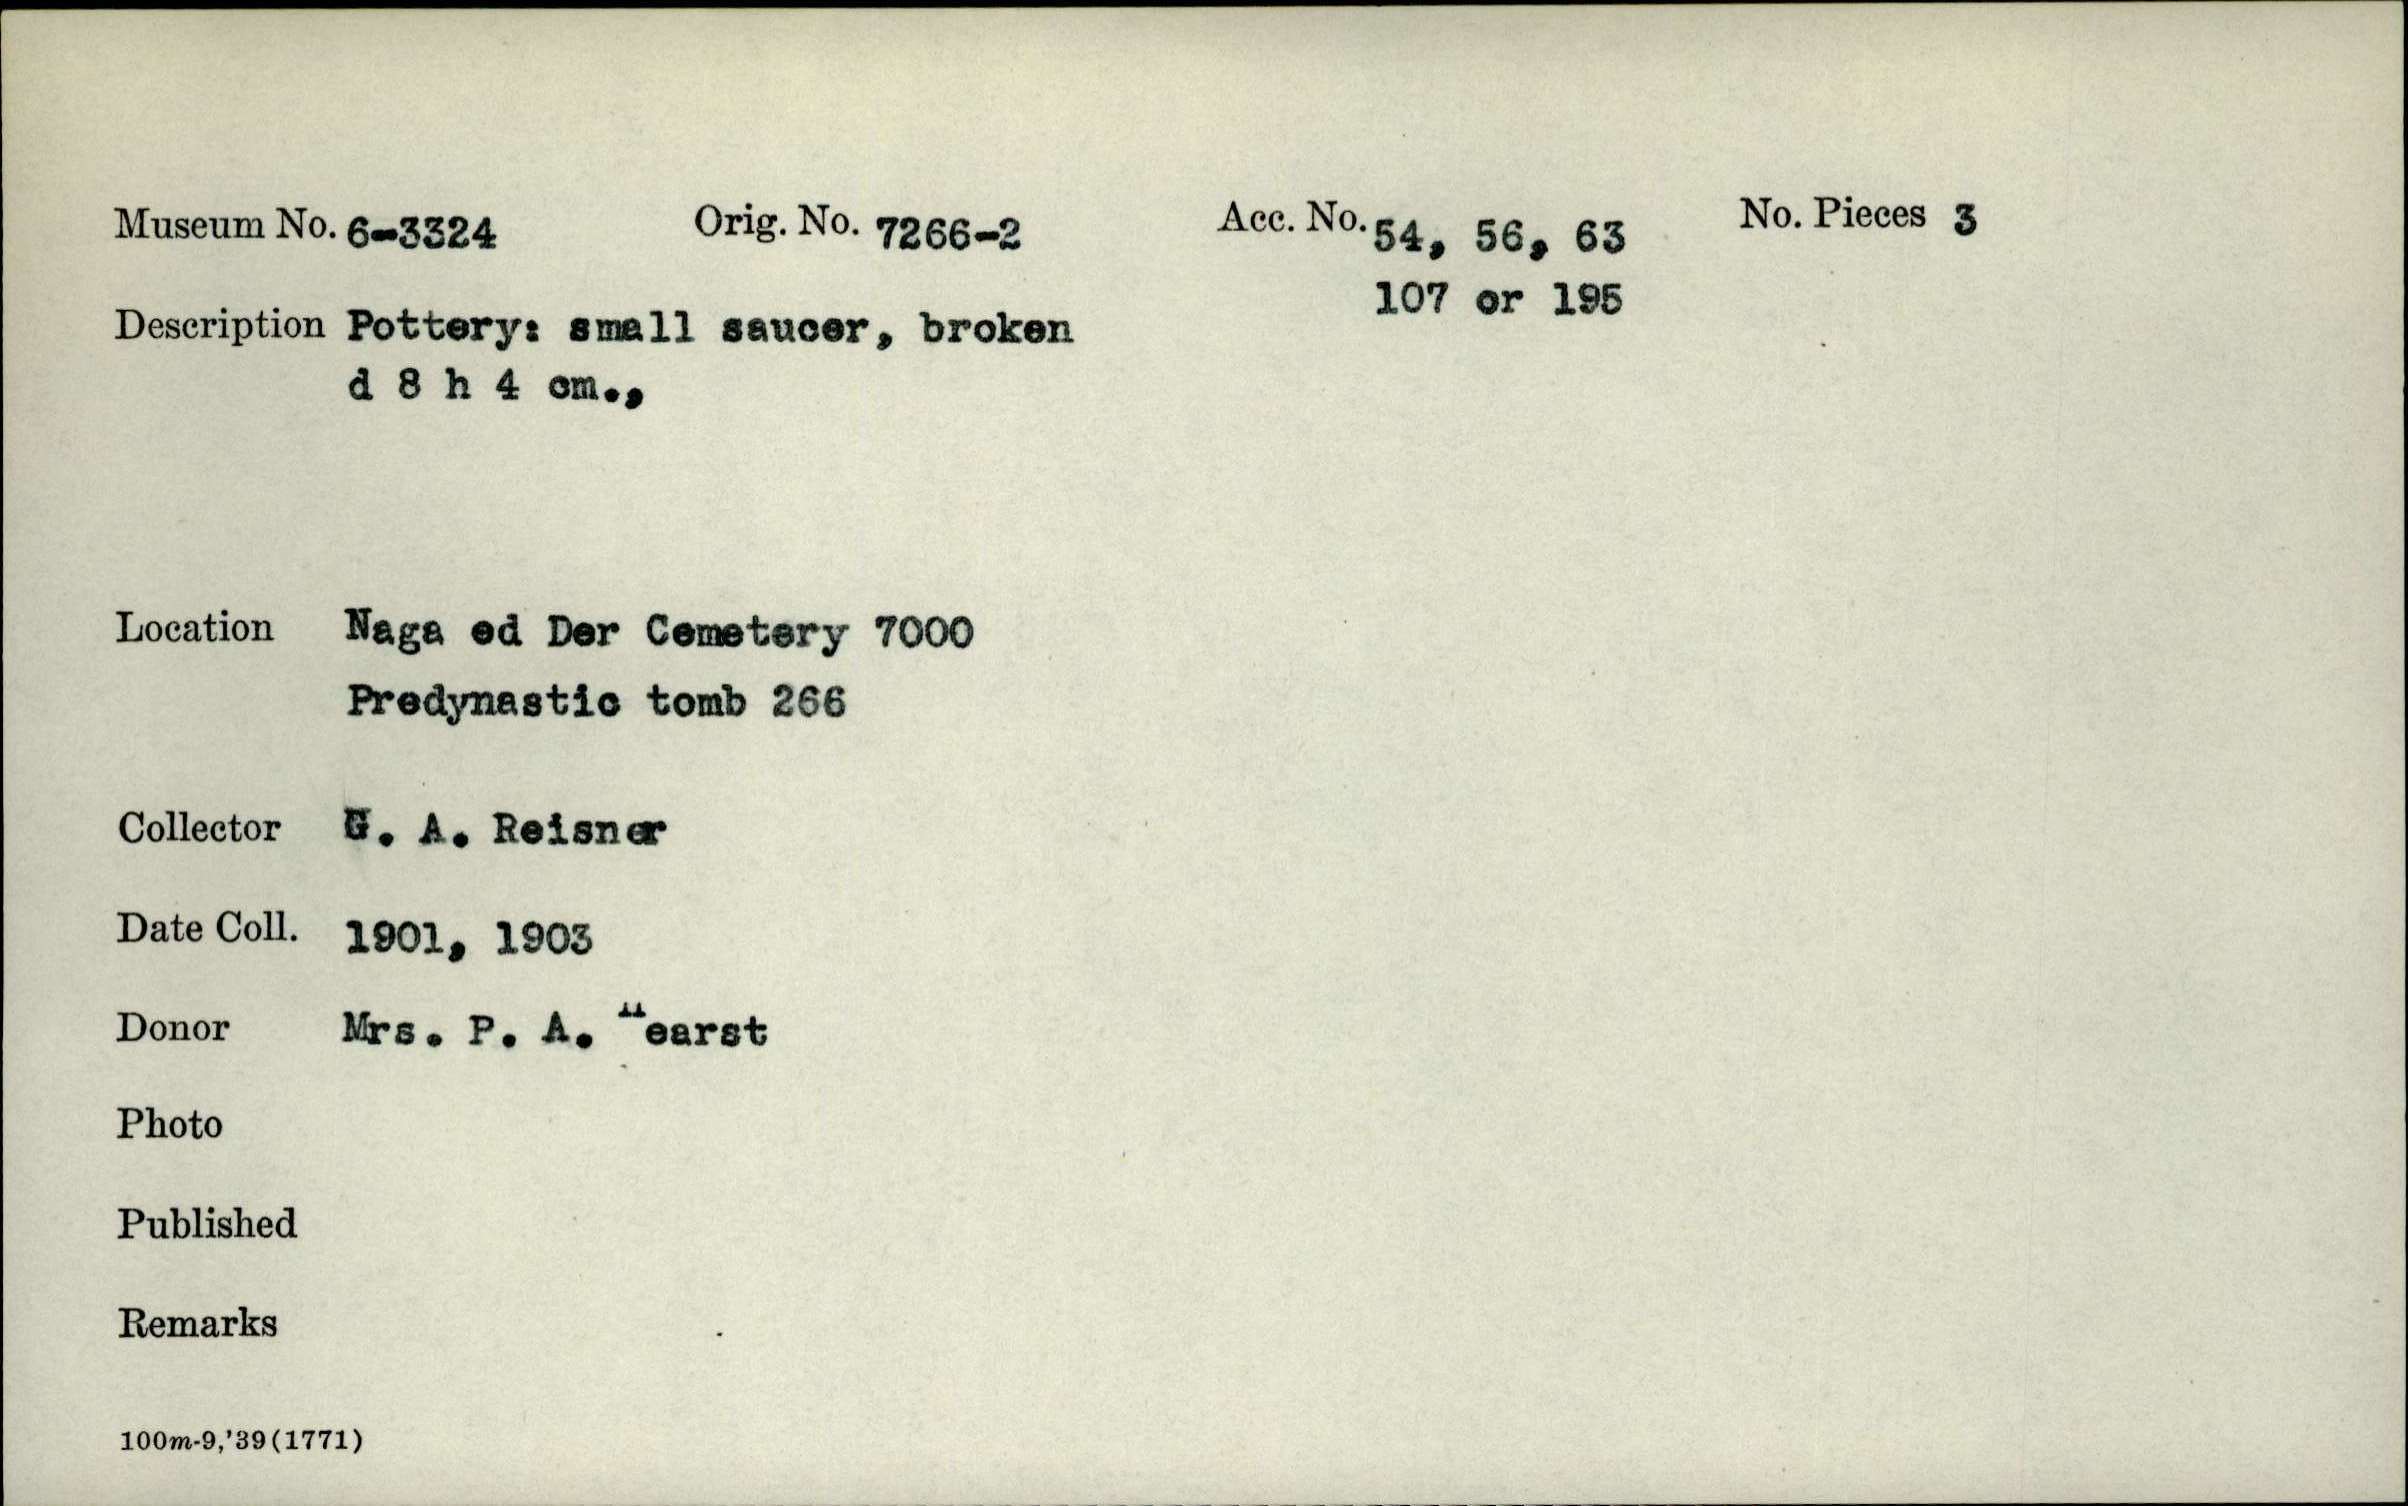 Museum No. 6-3324 Orig. No. 7266-2 Acc. No. 54, 56, 63 No. Pieces 3
107 or 195
Description Pottery: small saucer, broken
d 8 h 4 cm.,
Location Naga ed Der Cemetery 7000
Predynastic tomb 266
Collector G. A. Reisner
Date Coll. 1901, 1903
Donor Mrs. P. A. Hearst
Photo
Published
Remarks
100m-9,'39(1771)